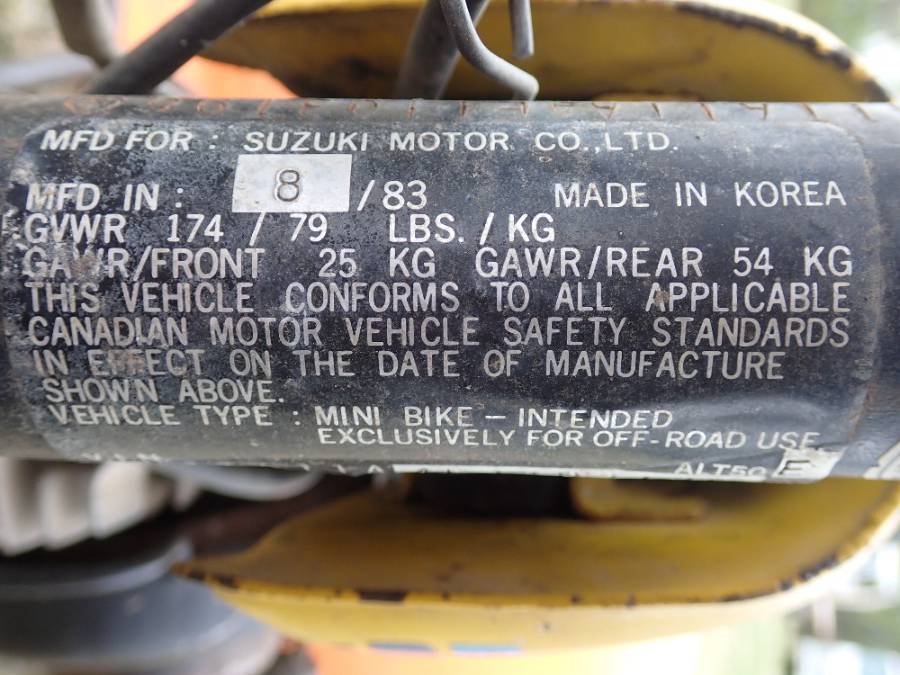 MFD FOR : SUZUKI MOTOR CO.,LTD.
MFD IN : 8 /83 MADE IN KOREA
GVWR 174 / 79 LBS. / KG
GAWR/FRONT 25 KG GAWR/REAR 54 KG
THIS VEHICLE CONFORMS TO ALL APPLICABLE
CANADIAN MOTOR VEHICLE SAFETY STANDARDS
IN EFFECT ON THE DATE OF MANUFACTURE
SHOWN ABOVE.
VEHICLE TYPE : MINI BIKE – INTENDED
EXCLUSIVELY FOR OFF-ROAD USE
ALT50 E